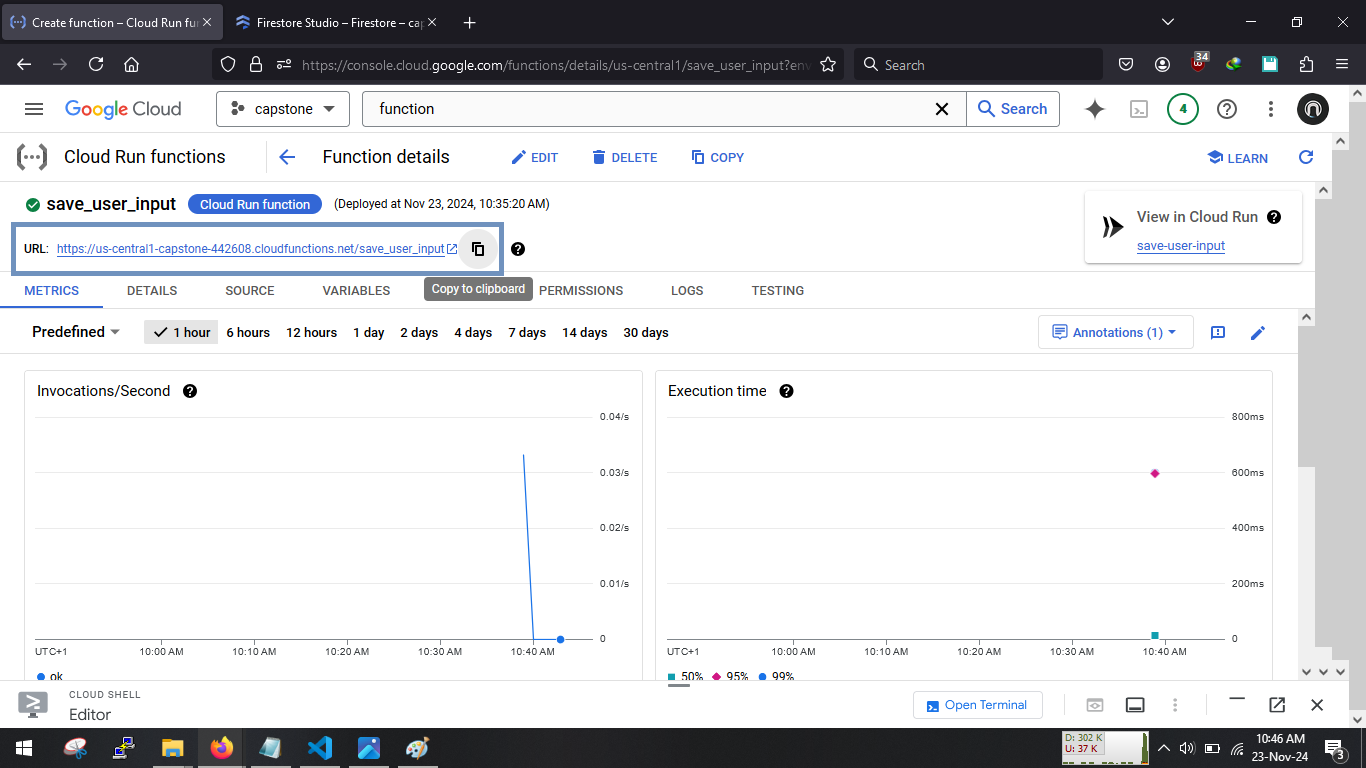 Create function – Cloud Run fu
Firestore Studio – Firestore – cap
https://console.cloud.google.com/functions/details/us-central1/save_user_input?env
Search
34
Google Cloud
capstone
function
Search
4
Cloud Run functions
Function details
EDIT
DELETE
COPY
LEARN
save_user_input
Cloud Run function
(Deployed at Nov 23, 2024, 10:35:20 AM)
View in Cloud Run
save-user-input
URL:
https://us-central1-capstone-442608.cloudfunctions.net/save_user_input
Copy to clipboard
METRICS
DETAILS
SOURCE
VARIABLES
PERMISSIONS
LOGS
TESTING
Predefined
1 hour
6 hours
12 hours
1 day
2 days
4 days
7 days
14 days
30 days
Annotations (1)
Invocations/Second
0.04/s
0.03/s
0.02/s
0.01/s
0
UTC+1
10:00 AM
10:10 AM
10:20 AM
10:30 AM
10:40 AM
ok
Execution time
800ms
600ms
400ms
200ms
0
UTC+1
10:00 AM
10:10 AM
10:20 AM
10:30 AM
10:40 AM
50%
95%
99%
CLOUD SHELL
Editor
Open Terminal
D: 302 K
U: 37 K
10:46 AM
23-Nov-24
3